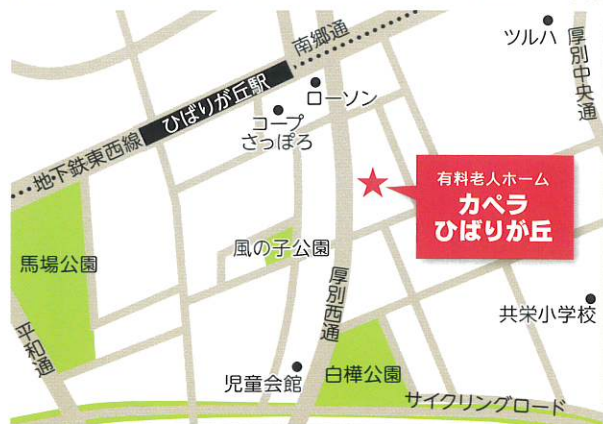 南郷通
ツルハ
厚別中央通
ひばりが丘駅
ローソン
コープ
さっぽろ
地下鉄東西線
有料老人ホーム
カペラ
ひばりが丘
馬場公園
風の子公園
厚別西通
共栄小学校
平和通
児童会館
白樺公園
サイクリングロード